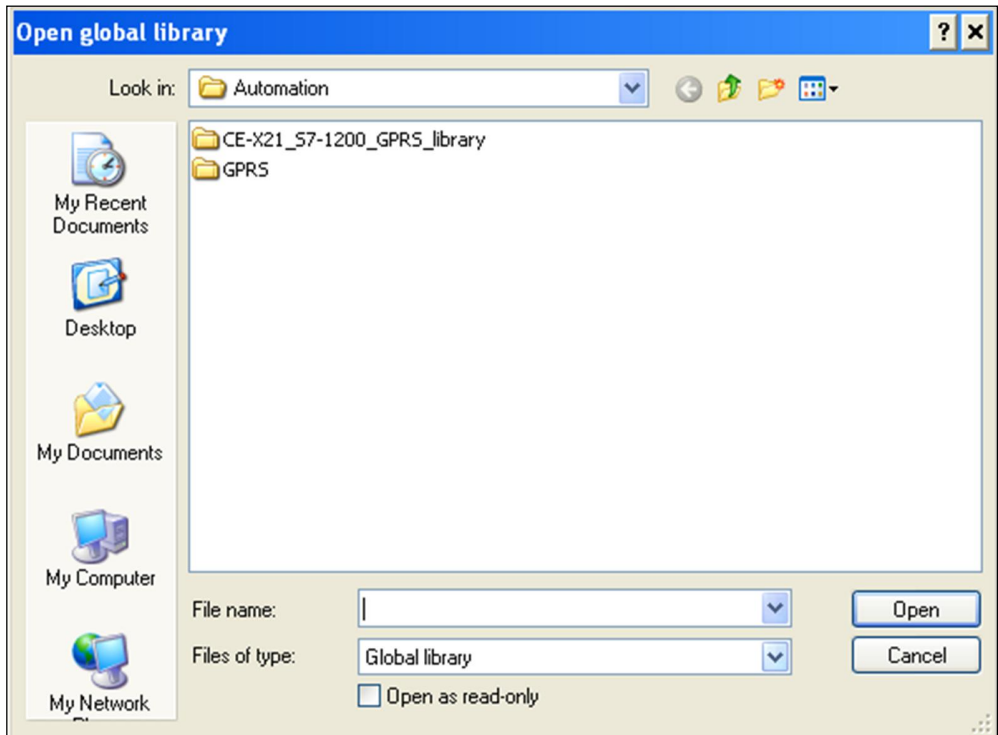 Open global library
?
Look in:
Automation
CE-X21_S7-1200_GPRS_library
GPRS
My Recent
Documents
Desktop
My Documents
My Computer
My Network
File name:
Open
Files of type:
Global library
Cancel
Open as read-only